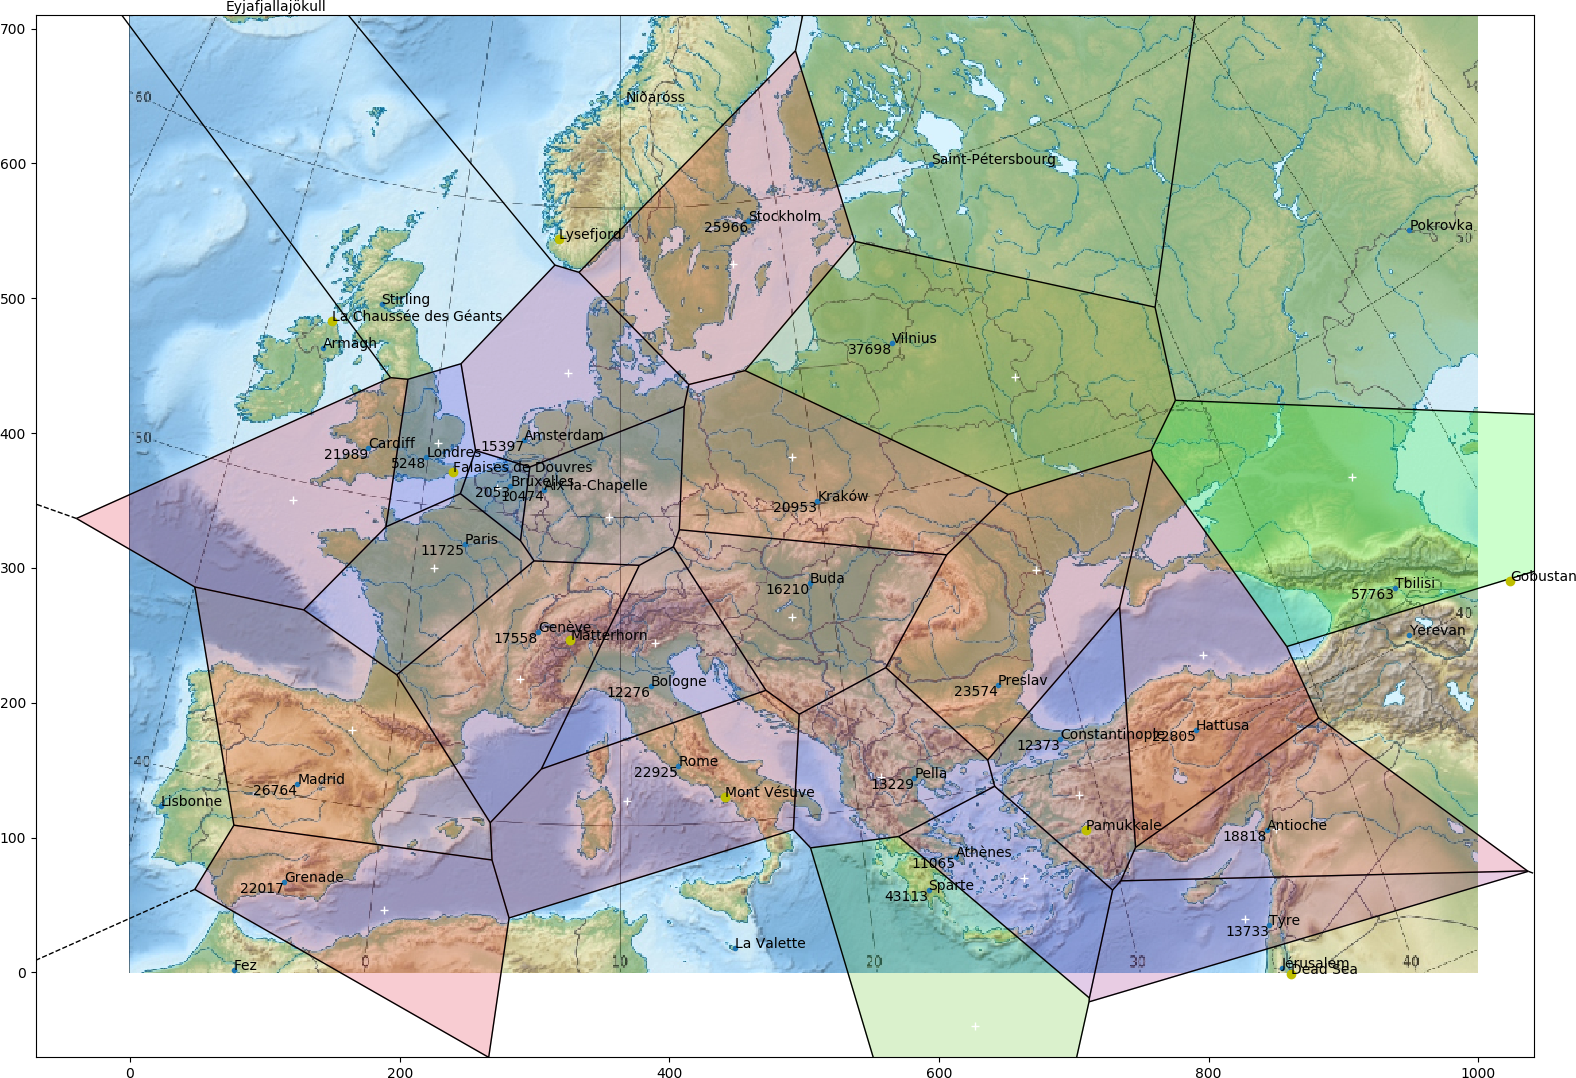 Eyjafjallajökull
700
60
Niðaróss
50
600
Saint-Pétersbourg
Stockholm
25966
Pokrovka
50
Lysefjord
500
Stirling
La Chaussée des Géants
Armagh
Vilnius
37698
400
50
Cardiff
21989
Londres
5248
Amsterdam
15397
Falaises de Douvres
Bruxelles
2053
Aix-la-Chapelle
10474
Kraków
20953
Paris
11725
300
Buda
16210
Tbilisi
57763
Gobustan
40
Genève
17558
Matterhorn
Yerevan
200
Bologne
12276
Preslav
23574
Constantinople
12373
Hattusa
22805
40
Rome
22925
Madrid
26764
Pella
13229
Lisbonne
Mont Vésuve
100
Pamukkale
Antioche
18818
Athènes
11065
Grenade
22017
Sparte
43113
Tyre
13733
La Valette
Fez
0
0
10
20
30
40
Jérusalem
Dead Sea
0
200
400
600
800
1000